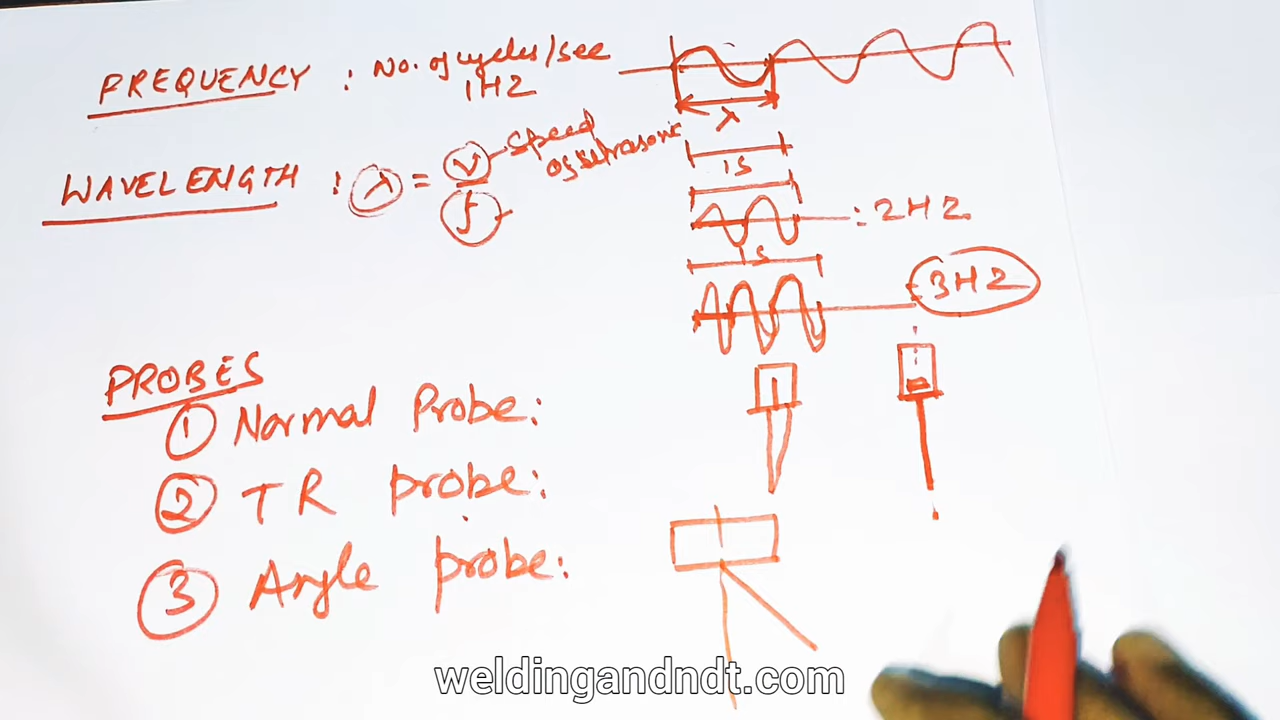 FREQUENCY : No. of cycles/sec
1HZ
λ
WAVELENGTH : λ = v/f
speed
of ultrasonic
1s
: 2HZ
1s
3HZ
PROBES
① Normal Probe:
② TR probe:
③ Angle probe:
weldingandndt.com